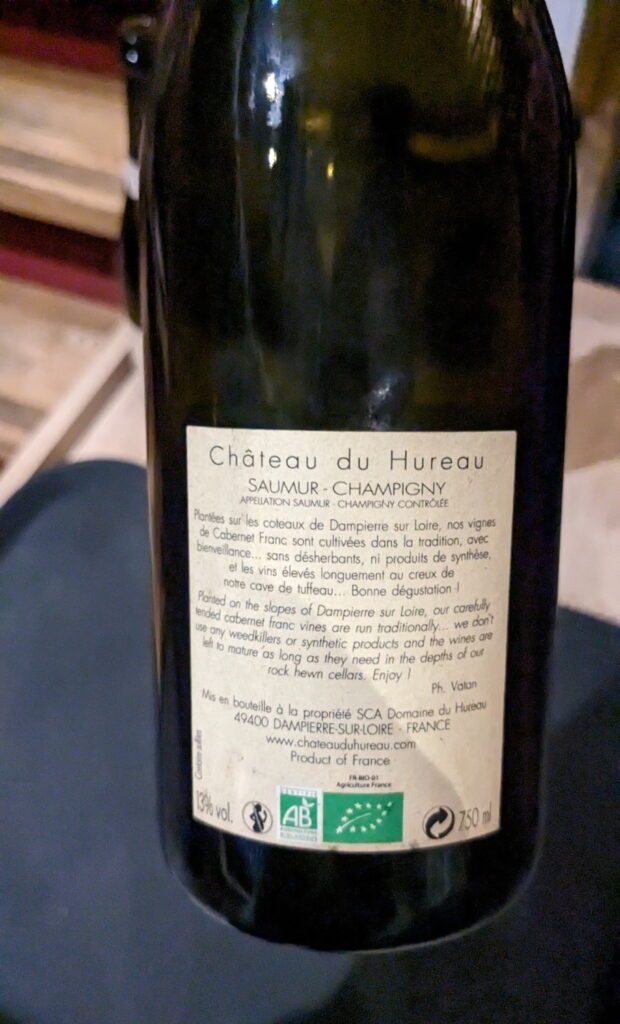 Château du Hureau
SAUMUR - CHAMPIGNY
APPELLATION SAUMUR - CHAMPIGNY CONTRÔLÉE
Plantées sur les coteaux de Dampierre sur Loire, nos vignes
de Cabernet Franc sont cultivées dans la tradition, avec
bienveillance... sans désherbants, ni produits de synthèse,
et les vins élevés longuement au creux de
notre cave de tuffeau... Bonne dégustation !
Planted on the slopes of Dampierre sur Loire, our carefully
tended cabernet franc vines are run traditionally... we don't
use any weedkillers or synthetic products and the wines are
left to mature as long as they need in the depths of our
rock hewn cellars. Enjoy !
Ph. Vatan
Mis en bouteille à la propriété SCA Domaine du Hureau
49400 DAMPIERRE-SUR-LOIRE - FRANCE
www.chateauduhureau.com
Product of France
Contient sulfites
FR-BIO-01
Agriculture France
13% vol.
AB
750 ml